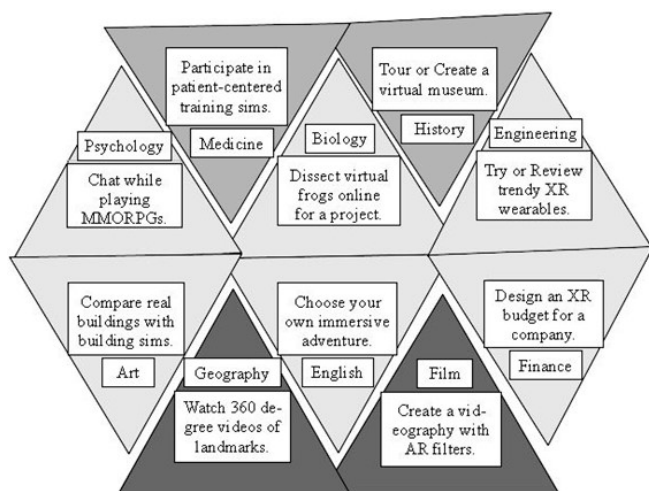 Participate in
patient-centered
training sims.
Medicine
Tour or Create a
virtual museum.
History
Psychology
Chat while
playing
MMORPGs.
Biology
Dissect virtual
frogs online
for a project.
Engineering
Try or Review
trendy XR
wearables.
Compare real
buildings with
building sims.
Art
Geography
Watch 360 de-
gree videos of
landmarks.
Choose your
own immersive
adventure.
English
Film
Create a vid-
eography with
AR filters.
Design an XR
budget for a
company.
Finance